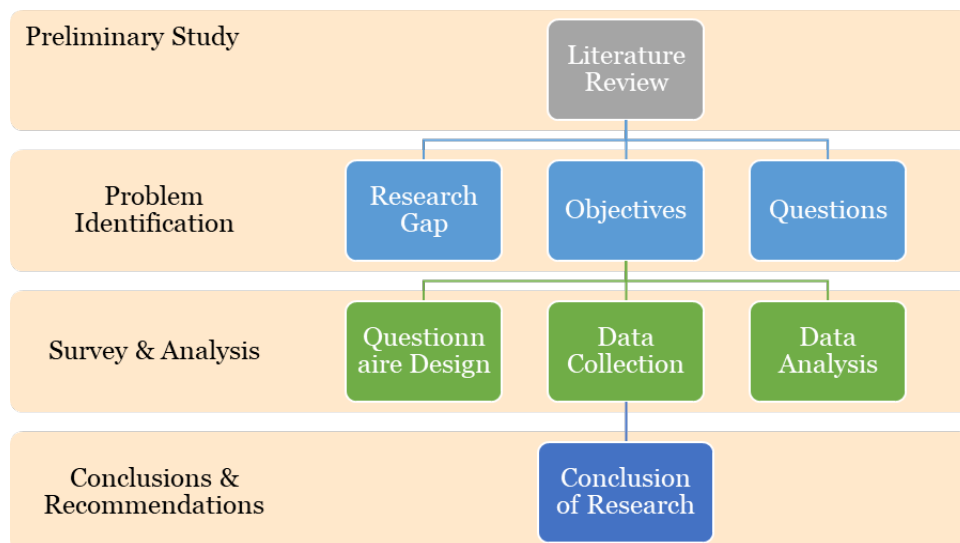 Preliminary Study
Literature
Review
Problem
Identification
Research
Gap
Objectives
Questions
Survey & Analysis
Questionn
aire Design
Data
Collection
Data
Analysis
Conclusions &
Recommendations
Conclusion
of Research